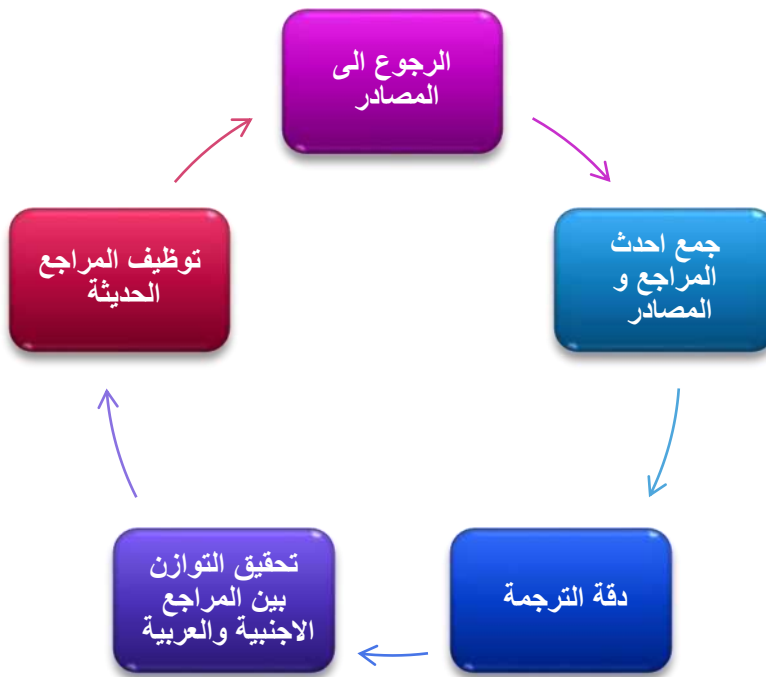 الرجوع الى
المصادر
جمع احدث
المراجع و
المصادر
دقة الترجمة
تحقيق التوازن
بين المراجع
الاجنبية والعربية
توظيف المراجع
الحديثة